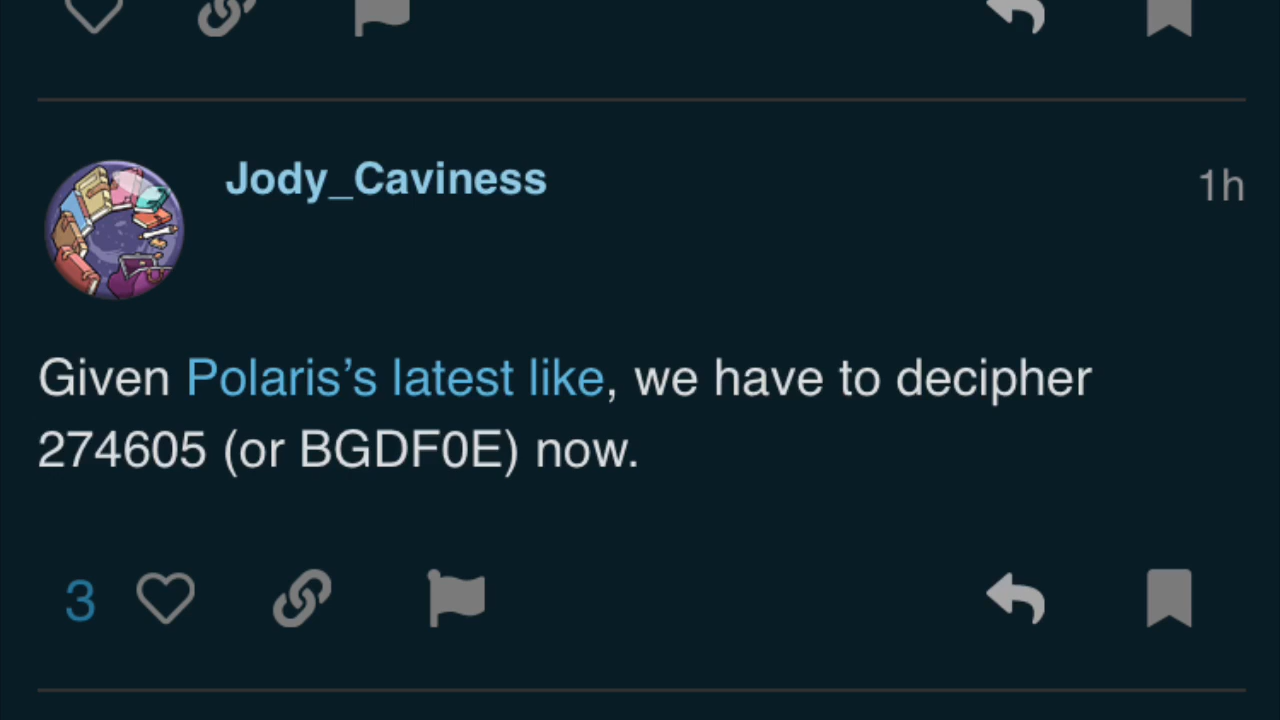 Jody_Caviness
1h
Given Polaris’s latest like, we have to decipher
274605 (or BGDF0E) now.
3